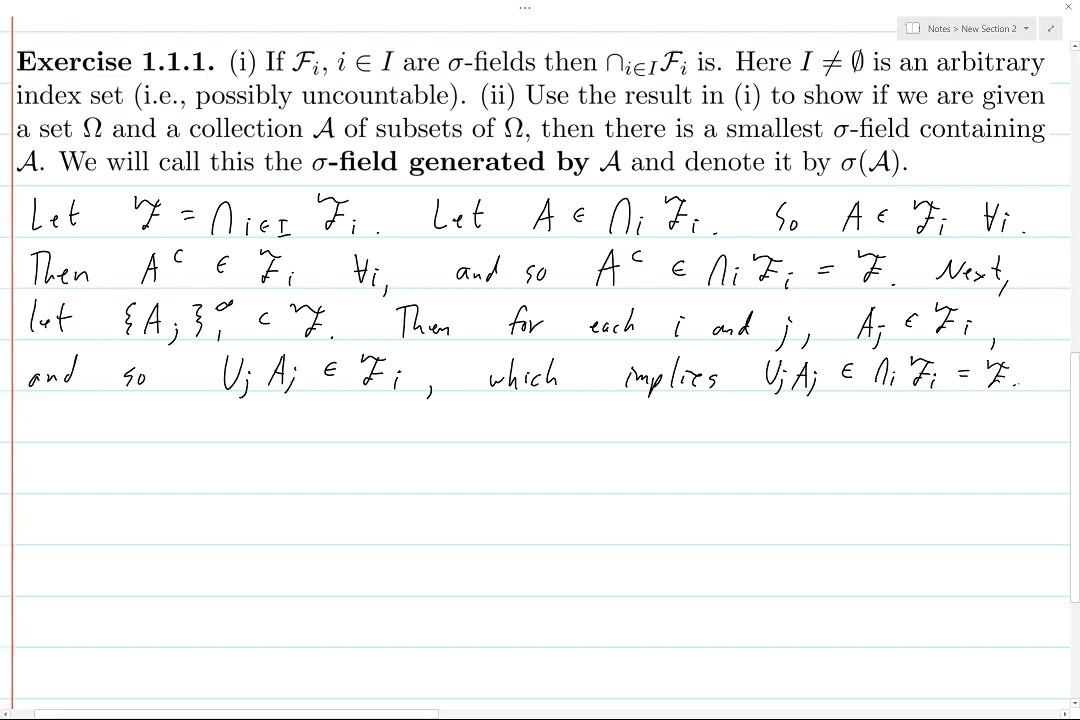 ...
Notes > New Section 2
Exercise 1.1.1. (i) If ℱᵢ, i ∈ I are σ-fields then ∩_{i∈I}ℱᵢ is. Here I ≠ ∅ is an arbitrary
index set (i.e., possibly uncountable). (ii) Use the result in (i) to show if we are given
a set Ω and a collection 𝒜 of subsets of Ω, then there is a smallest σ-field containing
𝒜. We will call this the σ-field generated by 𝒜 and denote it by σ(𝒜).
Let ℱ = ∩_{i∈I} ℱᵢ. Let A ∈ ∩ᵢ ℱᵢ. So A ∈ ℱᵢ ∀i.
Then Aᶜ ∈ ℱᵢ ∀i, and so Aᶜ ∈ ∩ᵢ ℱᵢ = ℱ. Next,
let {Aⱼ}₁^∞ ⊂ ℱ. Then for each i and j, Aⱼ ∈ ℱᵢ,
and so ∪ⱼ Aⱼ ∈ ℱᵢ, which implies ∪ⱼAⱼ ∈ ∩ᵢ ℱᵢ = ℱ.